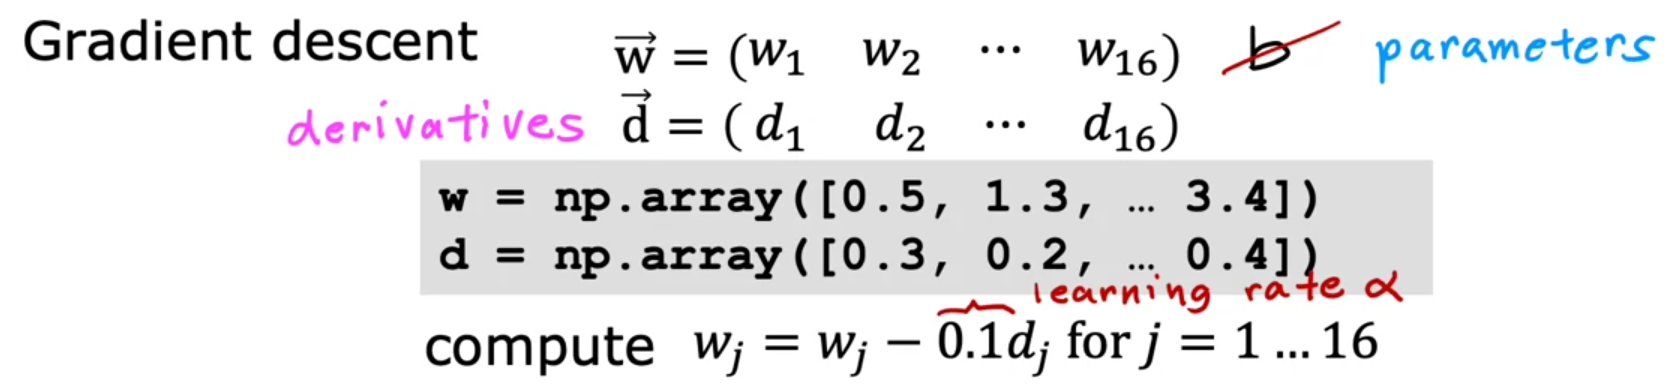 Gradient descent w⃗ = (w₁ w₂ ⋯ w₁₆) b parameters
derivatives d⃗ = ( d₁ d₂ ⋯ d₁₆)
w = np.array([0.5, 1.3, … 3.4])
d = np.array([0.3, 0.2, … 0.4])
learning rate α
compute wⱼ = wⱼ − 0.1dⱼ for j = 1 … 16